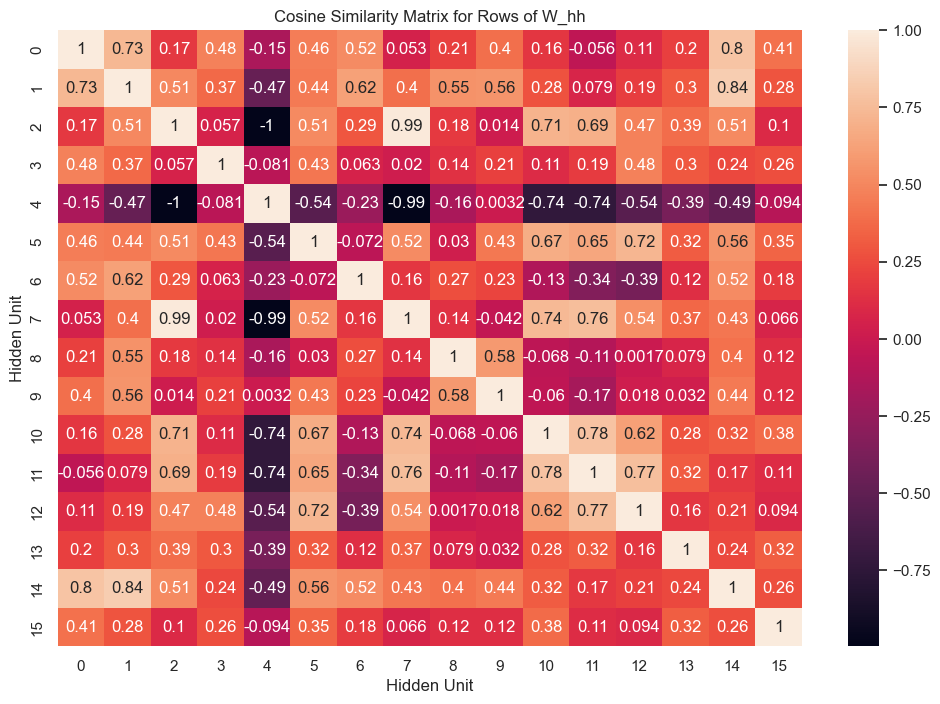 Cosine Similarity Matrix for Rows of W_hh
0 1 0.73 0.17 0.48 -0.15 0.46 0.52 0.053 0.21 0.4 0.16 -0.056 0.11 0.2 0.8 0.41
1 0.73 1 0.51 0.37 -0.47 0.44 0.62 0.4 0.55 0.56 0.28 0.079 0.19 0.3 0.84 0.28
2 0.17 0.51 1 0.057 -1 0.51 0.29 0.99 0.18 0.014 0.71 0.69 0.47 0.39 0.51 0.1
3 0.48 0.37 0.057 1 -0.081 0.43 0.063 0.02 0.14 0.21 0.11 0.19 0.48 0.3 0.24 0.26
4 -0.15 -0.47 -1 -0.081 1 -0.54 -0.23 -0.99 -0.16 0.0032 -0.74 -0.74 -0.54 -0.39 -0.49 -0.094
5 0.46 0.44 0.51 0.43 -0.54 1 -0.072 0.52 0.03 0.43 0.67 0.65 0.72 0.32 0.56 0.35
6 0.52 0.62 0.29 0.063 -0.23 -0.072 1 0.16 0.27 0.23 -0.13 -0.34 -0.39 0.12 0.52 0.18
7 0.053 0.4 0.99 0.02 -0.99 0.52 0.16 1 0.14 -0.042 0.74 0.76 0.54 0.37 0.43 0.066
8 0.21 0.55 0.18 0.14 -0.16 0.03 0.27 0.14 1 0.58 -0.068 -0.11 0.0017 0.079 0.4 0.12
9 0.4 0.56 0.014 0.21 0.0032 0.43 0.23 -0.042 0.58 1 -0.06 -0.17 0.018 0.032 0.44 0.12
10 0.16 0.28 0.71 0.11 -0.74 0.67 -0.13 0.74 -0.068 -0.06 1 0.78 0.62 0.28 0.32 0.38
11 -0.056 0.079 0.69 0.19 -0.74 0.65 -0.34 0.76 -0.11 -0.17 0.78 1 0.77 0.32 0.17 0.11
12 0.11 0.19 0.47 0.48 -0.54 0.72 -0.39 0.54 0.0017 0.018 0.62 0.77 1 0.16 0.21 0.094
13 0.2 0.3 0.39 0.3 -0.39 0.32 0.12 0.37 0.079 0.032 0.28 0.32 0.16 1 0.24 0.32
14 0.8 0.84 0.51 0.24 -0.49 0.56 0.52 0.43 0.4 0.44 0.32 0.17 0.21 0.24 1 0.26
15 0.41 0.28 0.1 0.26 -0.094 0.35 0.18 0.066 0.12 0.12 0.38 0.11 0.094 0.32 0.26 1
0 1 2 3 4 5 6 7 8 9 10 11 12 13 14 15
Hidden Unit
Hidden Unit
1.00
0.75
0.50
0.25
0.00
-0.25
-0.50
-0.75